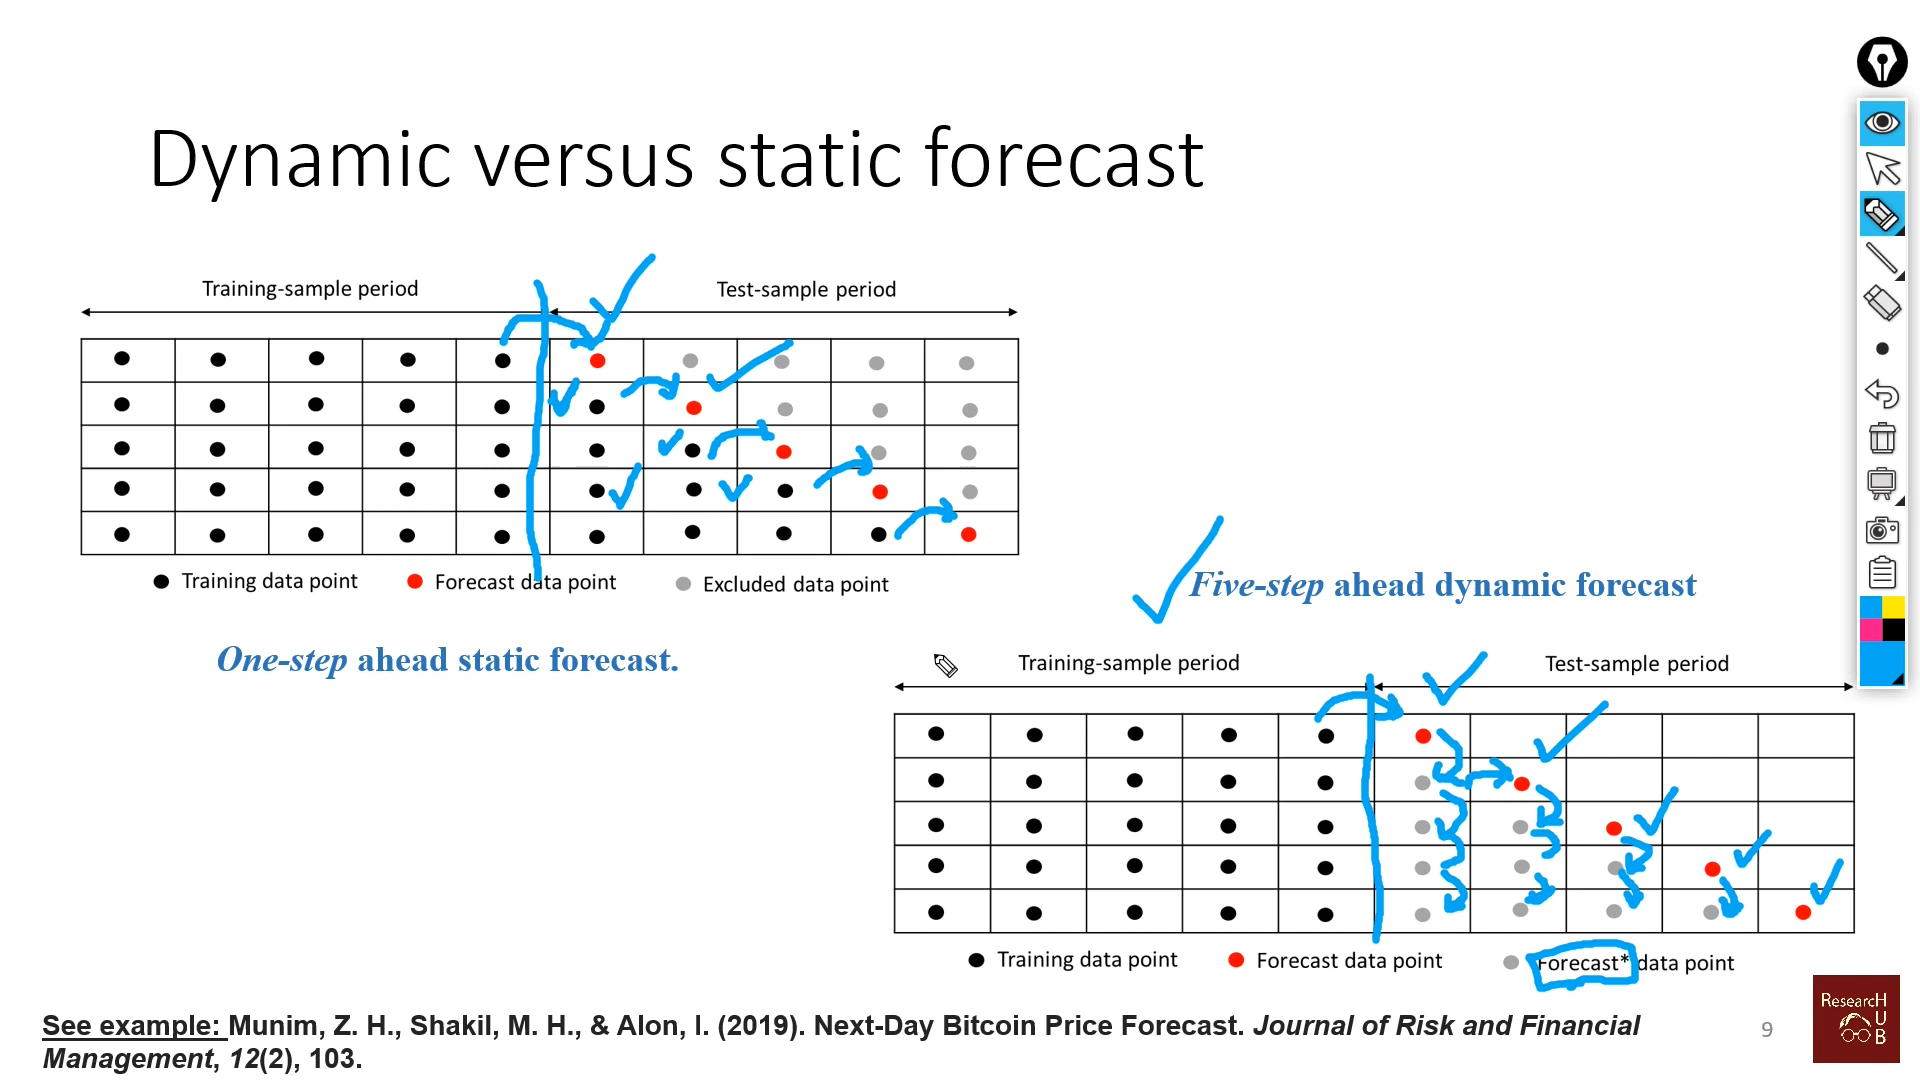 Dynamic versus static forecast
Training-sample period
Test-sample period
Training data point
Forecast data point
Excluded data point
One-step ahead static forecast.
Five-step ahead dynamic forecast
Training-sample period
Test-sample period
Training data point
Forecast data point
Forecast* data point
See example: Munim, Z. H., Shakil, M. H., & Alon, I. (2019). Next-Day Bitcoin Price Forecast. Journal of Risk and Financial
Management, 12(2), 103.
9
ResearcH
U
B